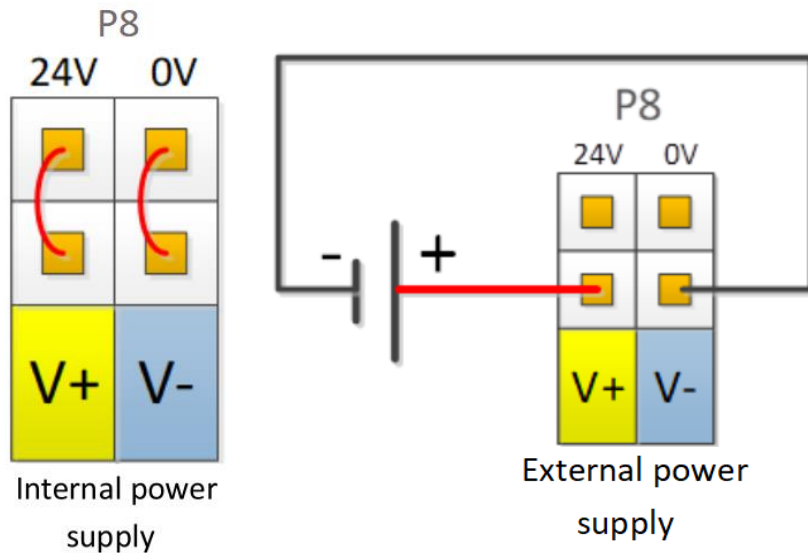 P8
24V 0V
V+ V-
Internal power
supply
- +
P8
24V 0V
V+ V-
External power
supply